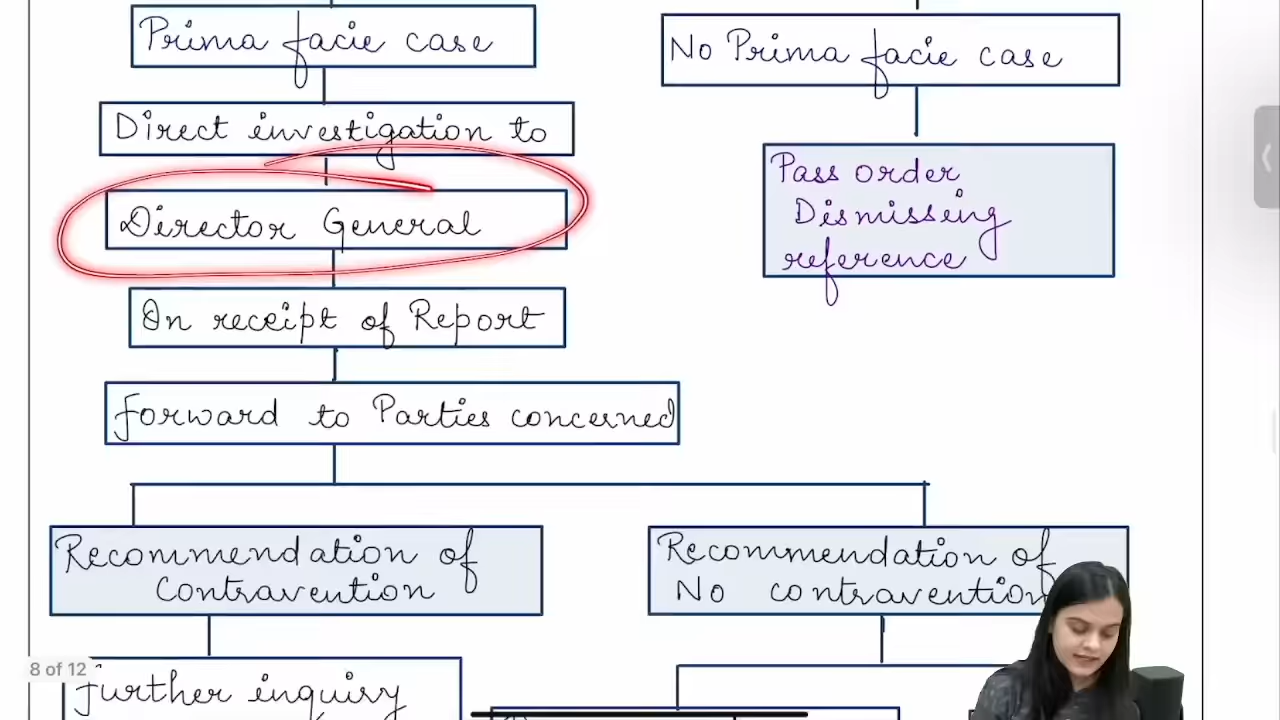 Prima facie case
No Prima facie case
Direct investigation to
Director General
Pass order
Dismissing
reference
On receipt of Report
forward to Parties concerned
Recommendation of
Contravention
Recommendation of
No contravention
8 of 12
further inquiry